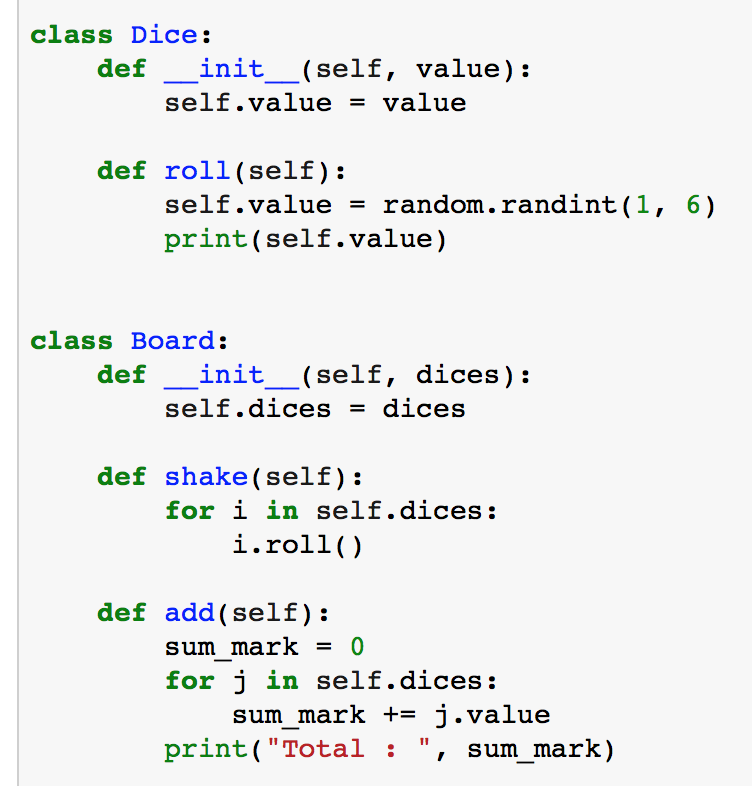 class Dice:
    def __init__(self, value):
        self.value = value
    def roll(self):
        self.value = random.randint(1, 6)
        print(self.value)
class Board:
    def __init__(self, dices):
        self.dices = dices
    def shake(self):
        for i in self.dices:
            i.roll()
    def add(self):
        sum_mark = 0
        for j in self.dices:
            sum_mark += j.value
        print("Total : ", sum_mark)